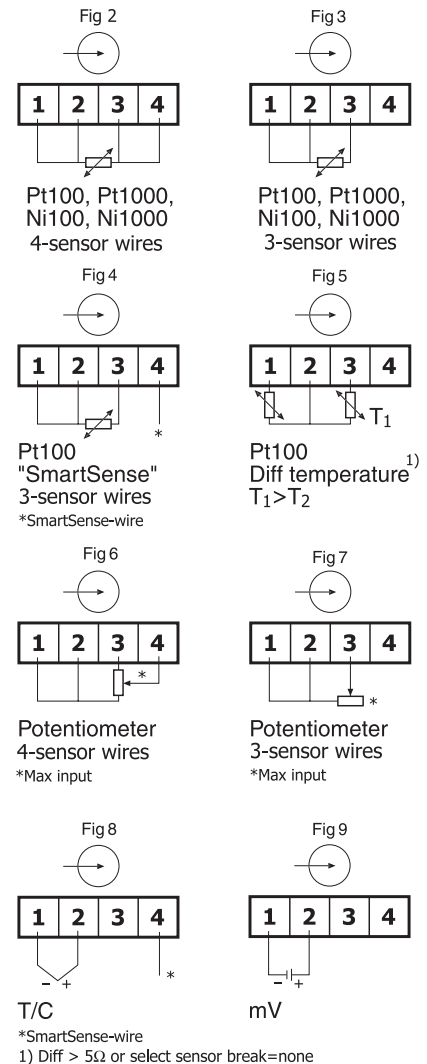 Fig 2
1 2 3 4
Pt100, Pt1000,
Ni100, Ni1000
4-sensor wires
Fig 3
1 2 3 4
Pt100, Pt1000,
Ni100, Ni1000
3-sensor wires
Fig 4
1 2 3 4
*
Pt100
"SmartSense"
3-sensor wires
*SmartSense-wire
Fig 5
1 2 3 4
T1
Pt100
Diff temperature 1)
T1>T2
Fig 6
1 2 3 4
*
Potentiometer
4-sensor wires
*Max input
Fig 7
1 2 3 4
*
Potentiometer
3-sensor wires
*Max input
Fig 8
1 2 3 4
- + *
T/C
*SmartSense-wire
Fig 9
1 2 3 4
- +
mV
1) Diff > 5Ω or select sensor break=none